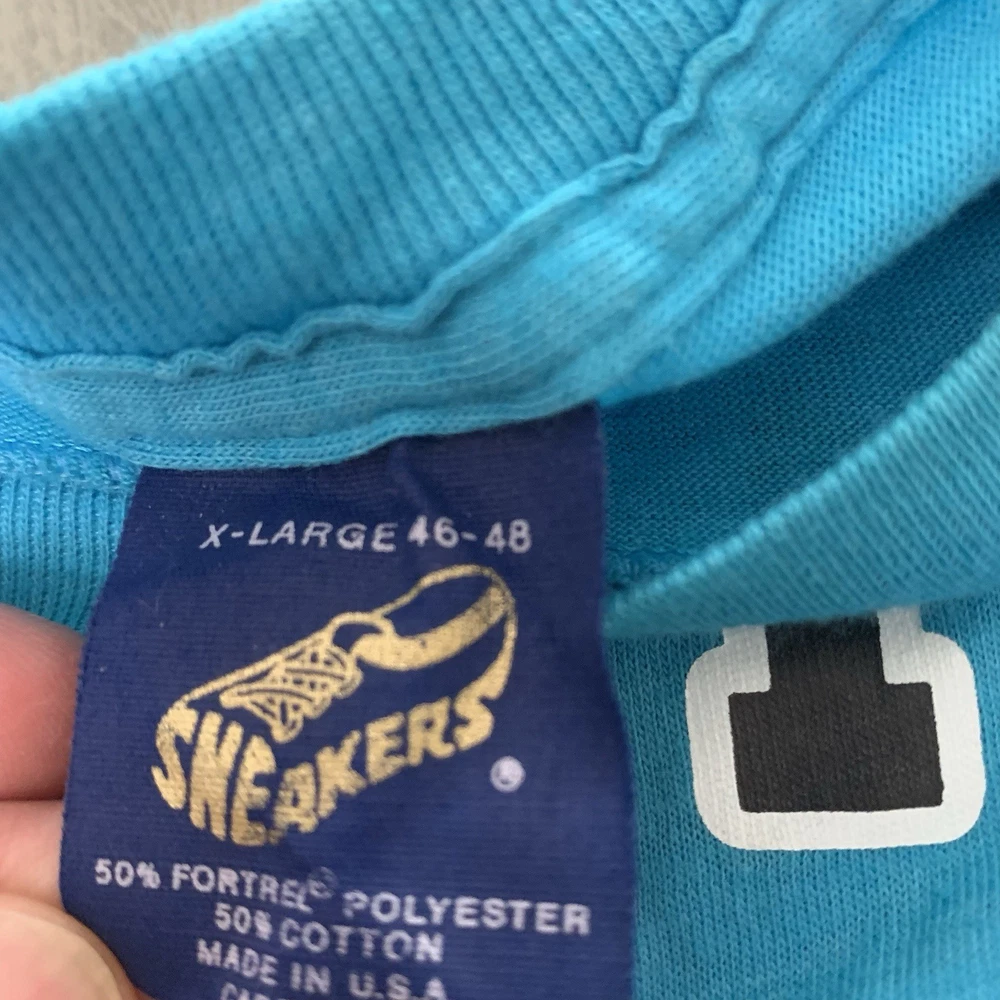 X-LARGE 46-48
SNEAKERS ®
50% FORTREL® POLYESTER
50% COTTON
MADE IN U.S.A